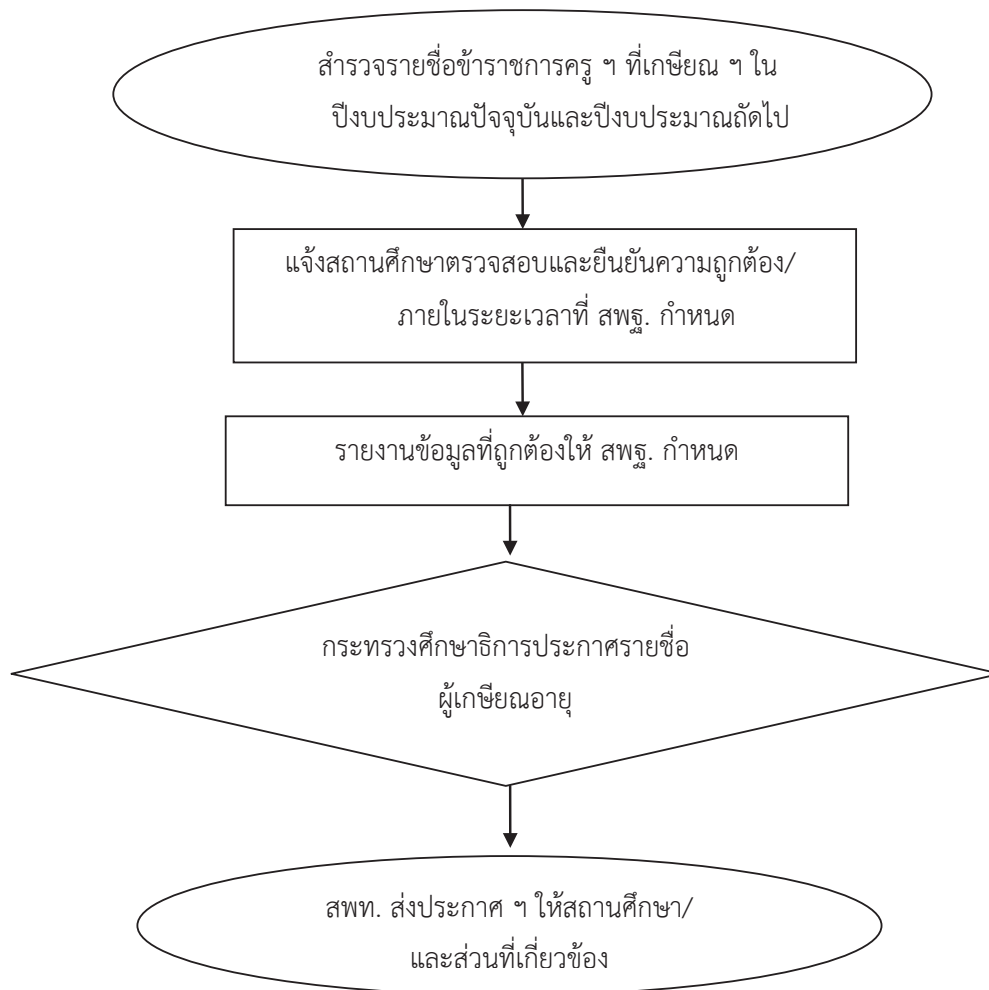 สำรวจรายชื่อข้าราชการครู ฯ ที่เกษียณ ฯ ใน
ปีงบประมาณปัจจุบันและปีงบประมาณถัดไป
แจ้งสถานศึกษาตรวจสอบและยืนยันความถูกต้อง/
ภายในระยะเวลาที่ สพฐ. กำหนด
รายงานข้อมูลที่ถูกต้องให้ สพฐ. กำหนด
กระทรวงศึกษาธิการประกาศรายชื่อ
ผู้เกษียณอายุ
สพท. ส่งประกาศ ฯ ให้สถานศึกษา/
และส่วนที่เกี่ยวข้อง